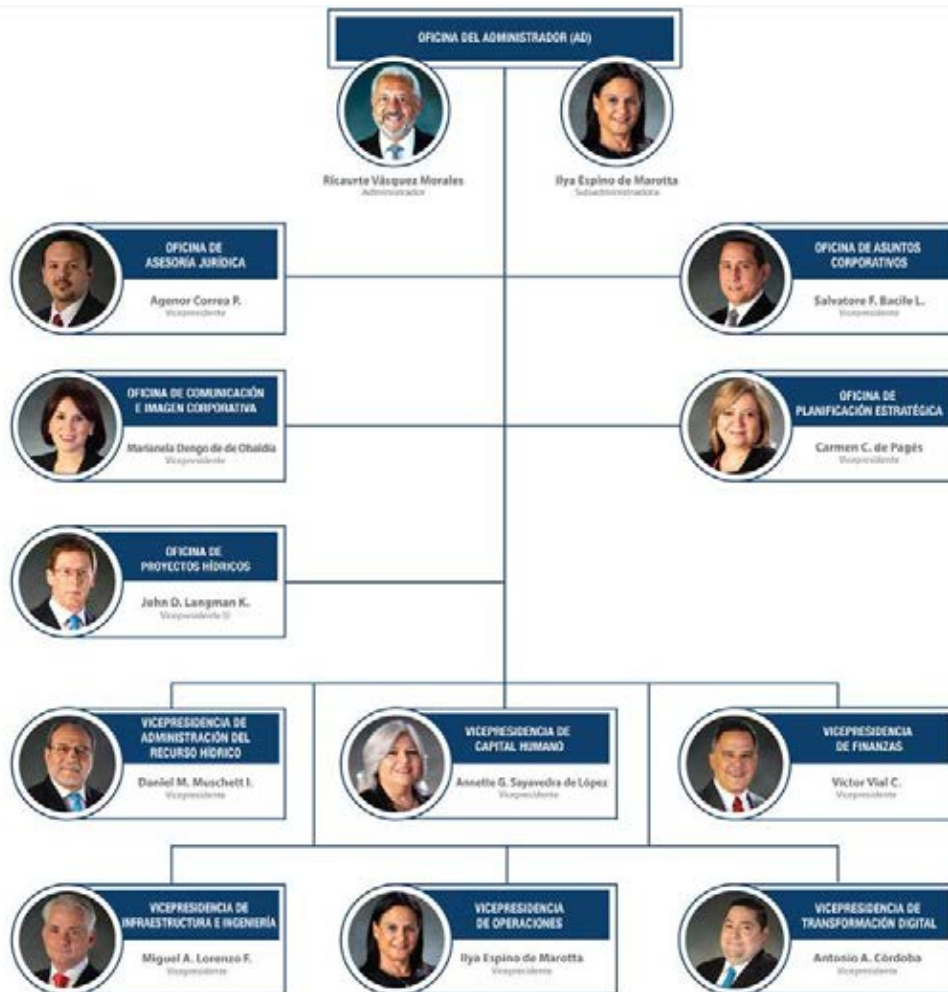 OFICINA DEL ADMINISTRADOR (AD)
Ricaurte Vásquez Morales
Administrador
Ilya Espino de Marotta
Subadministradora
OFICINA DE
ASESORÍA JURÍDICA
Agenor Correa P.
Vicepresidente
OFICINA DE ASUNTOS
CORPORATIVOS
Salvatore F. Bacile L.
Vicepresidente
OFICINA DE COMUNICACIÓN
E IMAGEN CORPORATIVA
Marianela Dengo de de Obaldía
Vicepresidente
OFICINA DE
PLANIFICACIÓN ESTRATÉGICA
Carmen C. de Pagés
Vicepresidente
OFICINA DE
PROYECTOS HÍDRICOS
John D. Langman K.
Vicepresidente
VICEPRESIDENCIA DE
ADMINISTRACIÓN DEL
RECURSO HÍDRICO
Daniel M. Muschett I.
Vicepresidente
VICEPRESIDENCIA DE
CAPITAL HUMANO
Annette G. Sayavedra de López
Vicepresidente
VICEPRESIDENCIA
DE FINANZAS
Víctor Vial C.
Vicepresidente
VICEPRESIDENCIA DE
INFRAESTRUCTURA E INGENIERÍA
Miguel A. Lorenzo F.
Vicepresidente
VICEPRESIDENCIA
DE OPERACIONES
Ilya Espino de Marotta
Vicepresidente
VICEPRESIDENCIA DE
TRANSFORMACIÓN DIGITAL
Antonio A. Córdoba
Vicepresidente